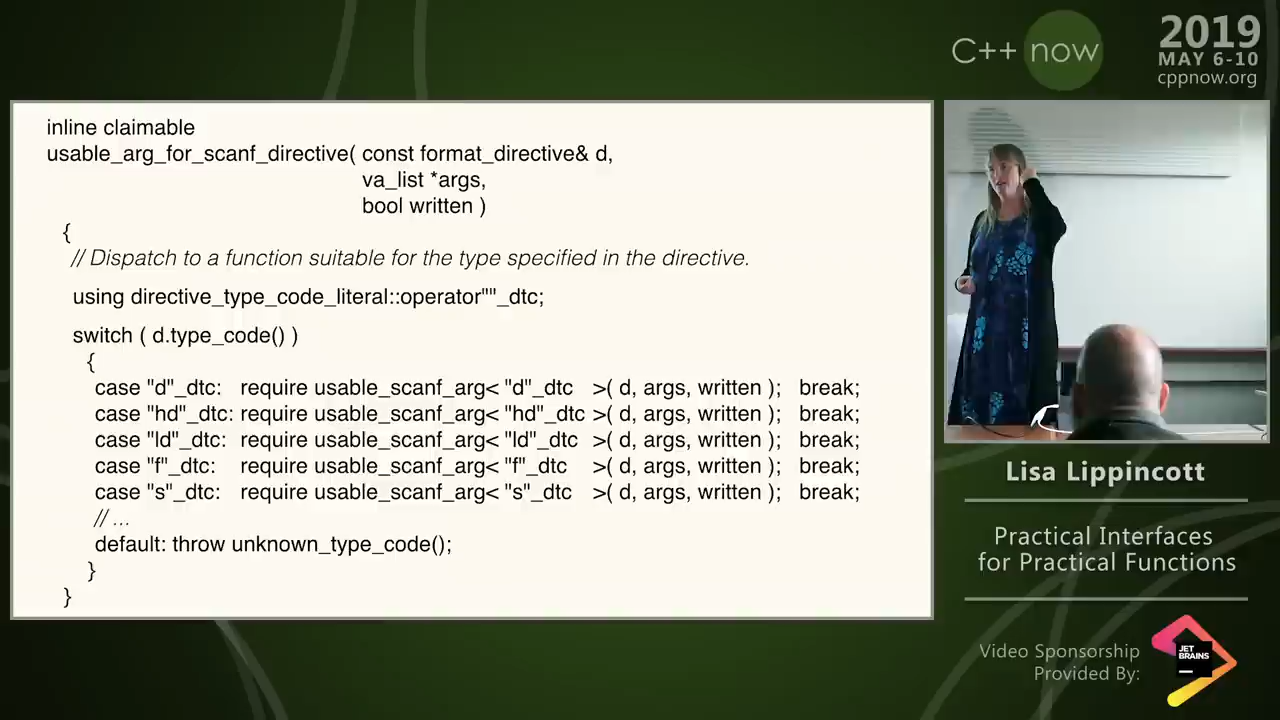 C++ now
2019
MAY 6-10
cppnow.org
inline claimable
usable_arg_for_scanf_directive( const format_directive& d,
va_list *args,
bool written )
{
// Dispatch to a function suitable for the type specified in the directive.
using directive_type_code_literal::operator""_dtc;
switch ( d.type_code() )
{
case "d"_dtc: require usable_scanf_arg< "d"_dtc >( d, args, written ); break;
case "hd"_dtc: require usable_scanf_arg< "hd"_dtc >( d, args, written ); break;
case "ld"_dtc: require usable_scanf_arg< "ld"_dtc >( d, args, written ); break;
case "f"_dtc: require usable_scanf_arg< "f"_dtc >( d, args, written ); break;
case "s"_dtc: require usable_scanf_arg< "s"_dtc >( d, args, written ); break;
// ...
default: throw unknown_type_code();
}
}
Lisa Lippincott
Practical Interfaces
for Practical Functions
Video Sponsorship
Provided By:
JET
BRAINS